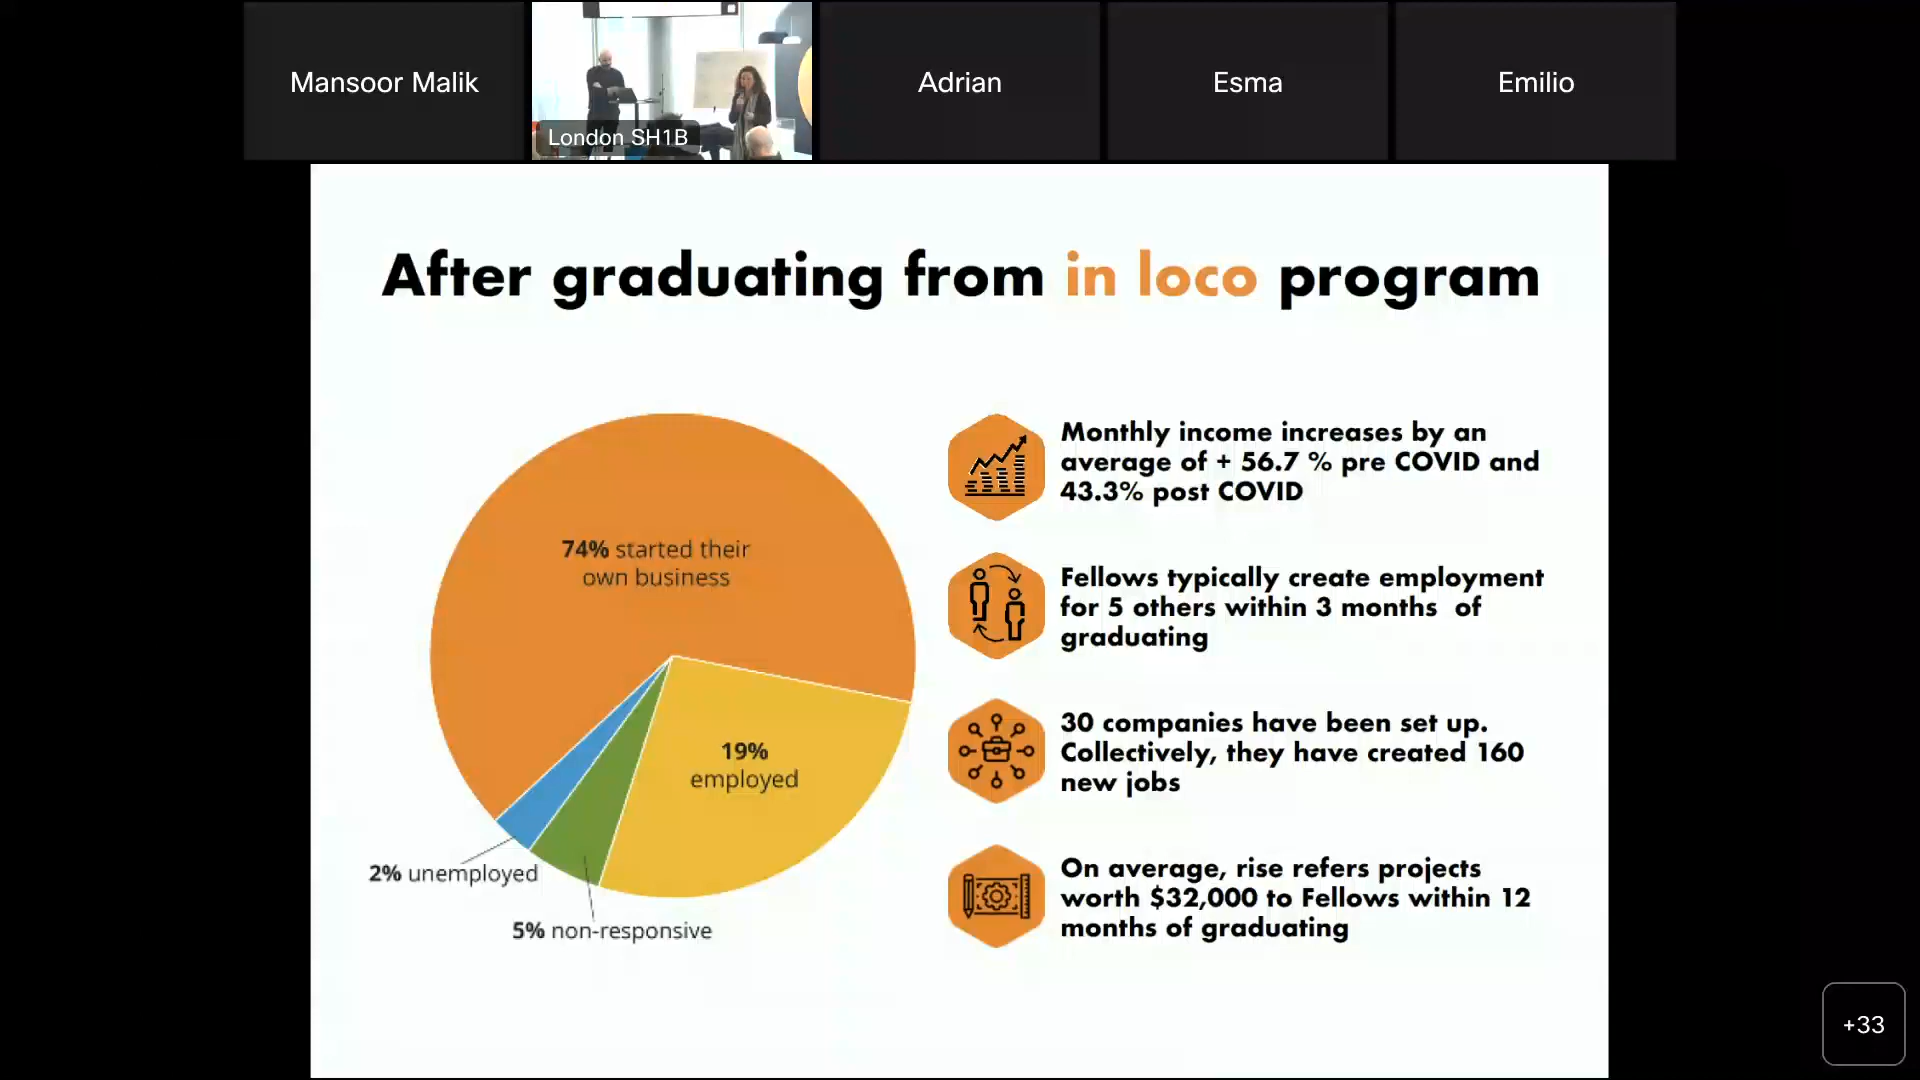 Mansoor Malik
London SH1B
Adrian
Esma
Emilio
After graduating from in loco program
74% started their
own business
19%
employed
2% unemployed
5% non-responsive
Monthly income increases by an
average of + 56.7 % pre COVID and
43.3% post COVID
Fellows typically create employment
for 5 others within 3 months  of
graduating
30 companies have been set up.
Collectively, they have created 160
new jobs
On average, rise refers projects
worth $32,000 to Fellows within 12
months of graduating
+33